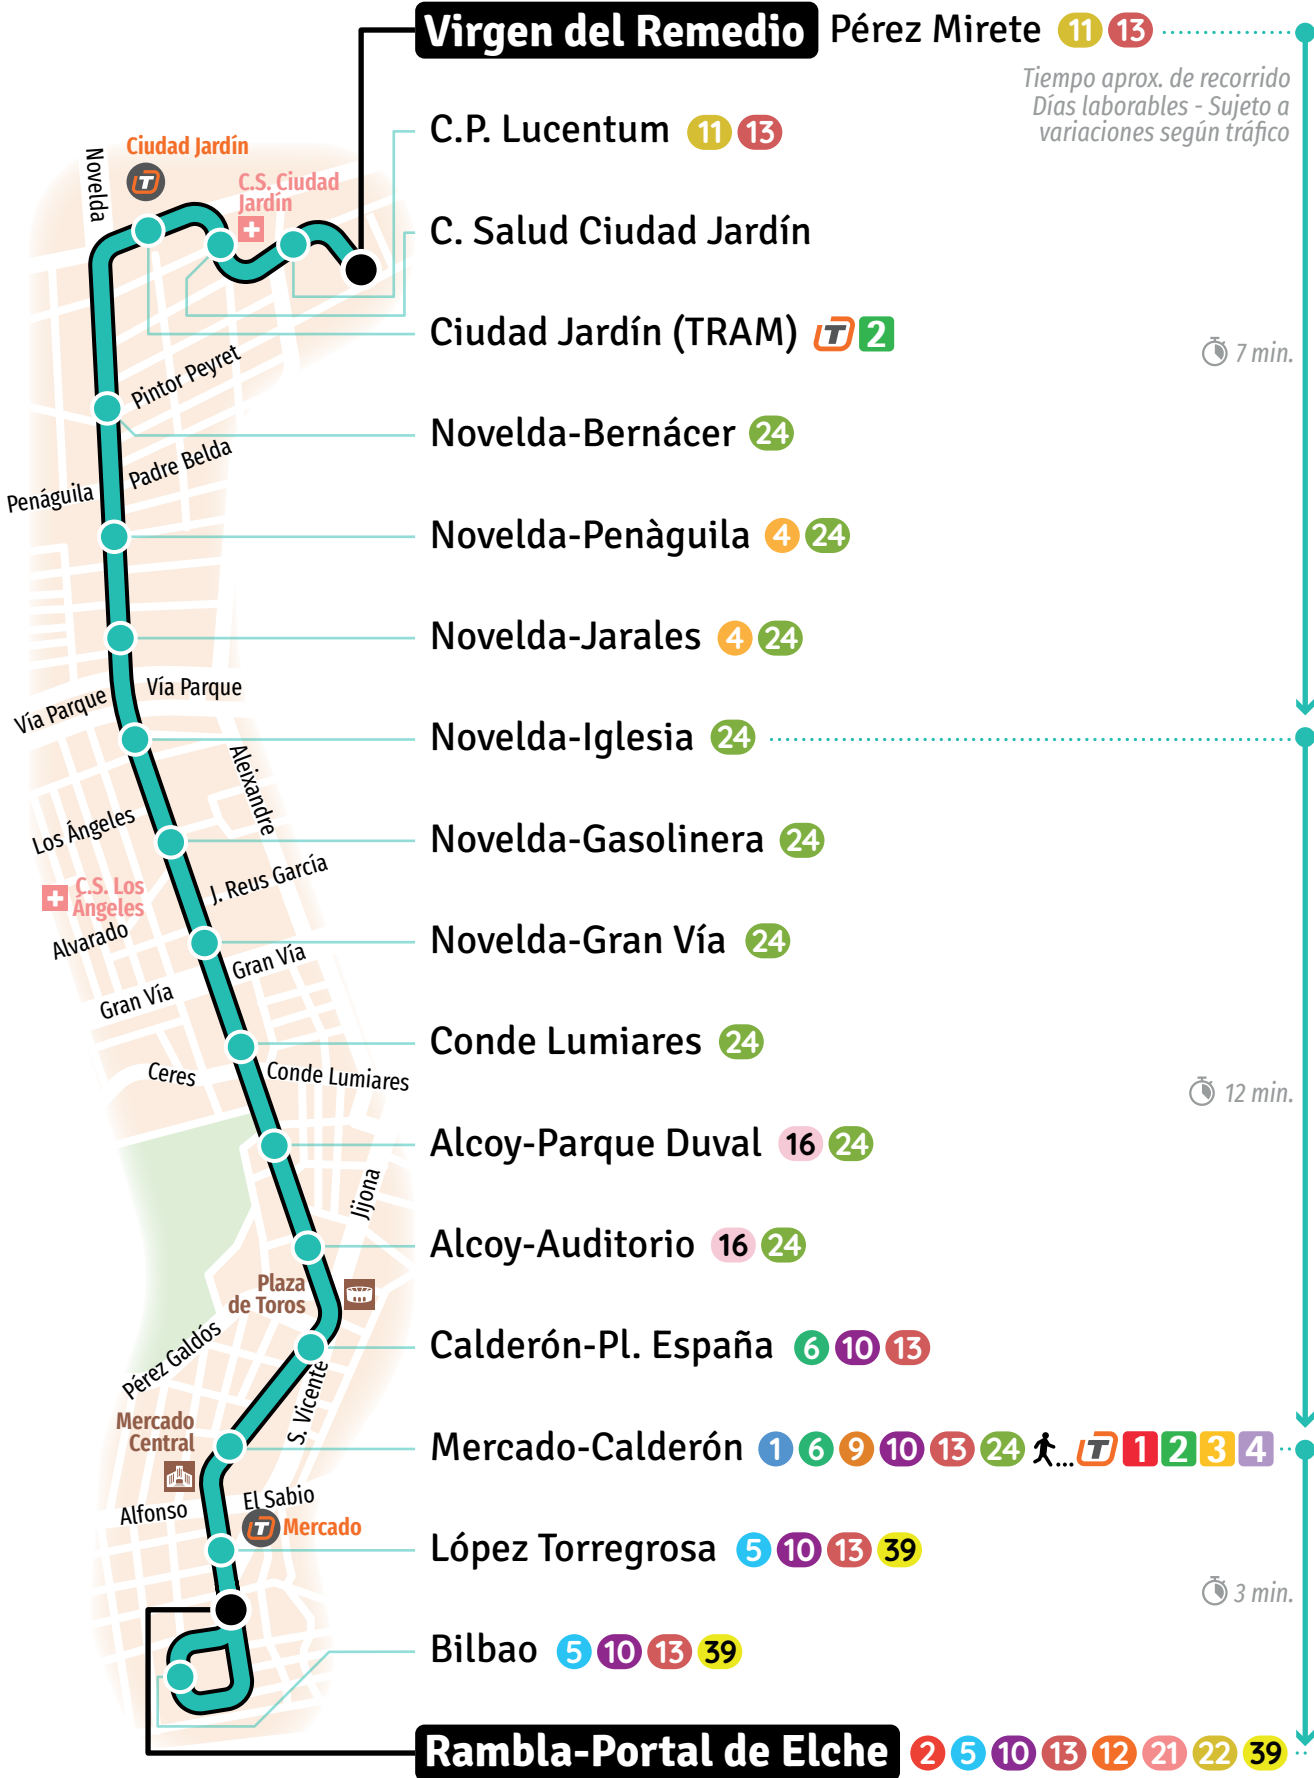 Virgen del Remedio Pérez Mirete 11 13
Tiempo aprox. de recorrido
Días laborables - Sujeto a
variaciones según tráfico
C.P. Lucentum 11 13
C. Salud Ciudad Jardín
Ciudad Jardín (TRAM) T 2
7 min.
Novelda-Bernácer 24
Novelda-Penàguila 4 24
Novelda-Jarales 4 24
Novelda-Iglesia 24
Novelda-Gasolinera 24
Novelda-Gran Vía 24
Conde Lumiares 24
12 min.
Alcoy-Parque Duval 16 24
Alcoy-Auditorio 16 24
Calderón-Pl. España 6 10 13
Mercado-Calderón 1 6 9 10 13 24 ... T 1 2 3 4
López Torregrosa 5 10 13 39
3 min.
Bilbao 5 10 13 39
Rambla-Portal de Elche 2 5 10 13 12 21 22 39
Novelda
Ciudad Jardín
T
C.S. Ciudad
Jardín
Pintor Peyret
Padre Belda
Penáguila
Vía Parque
Vía Parque
Aleixandre
Los Ángeles
J. Reus García
C.S. Los
Ángeles
Alvarado
Gran Vía
Gran Vía
Ceres
Conde Lumiares
Jijona
Plaza
de Toros
Pérez Galdós
S. Vicente
Mercado
Central
Alfonso
El Sabio
T Mercado